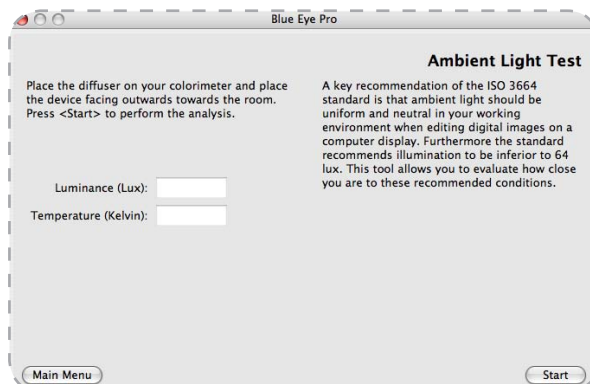 Blue Eye Pro
Ambient Light Test
Place the diffuser on your colorimeter and place
the device facing outwards towards the room.
Press <Start> to perform the analysis.
Luminance (Lux):
Temperature (Kelvin):
A key recommendation of the ISO 3664
standard is that ambient light should be
uniform and neutral in your working
environment when editing digital images on a
computer display. Furthermore the standard
recommends illumination to be inferior to 64
lux. This tool allows you to evaluate how close
you are to these recommended conditions.
Main Menu
Start